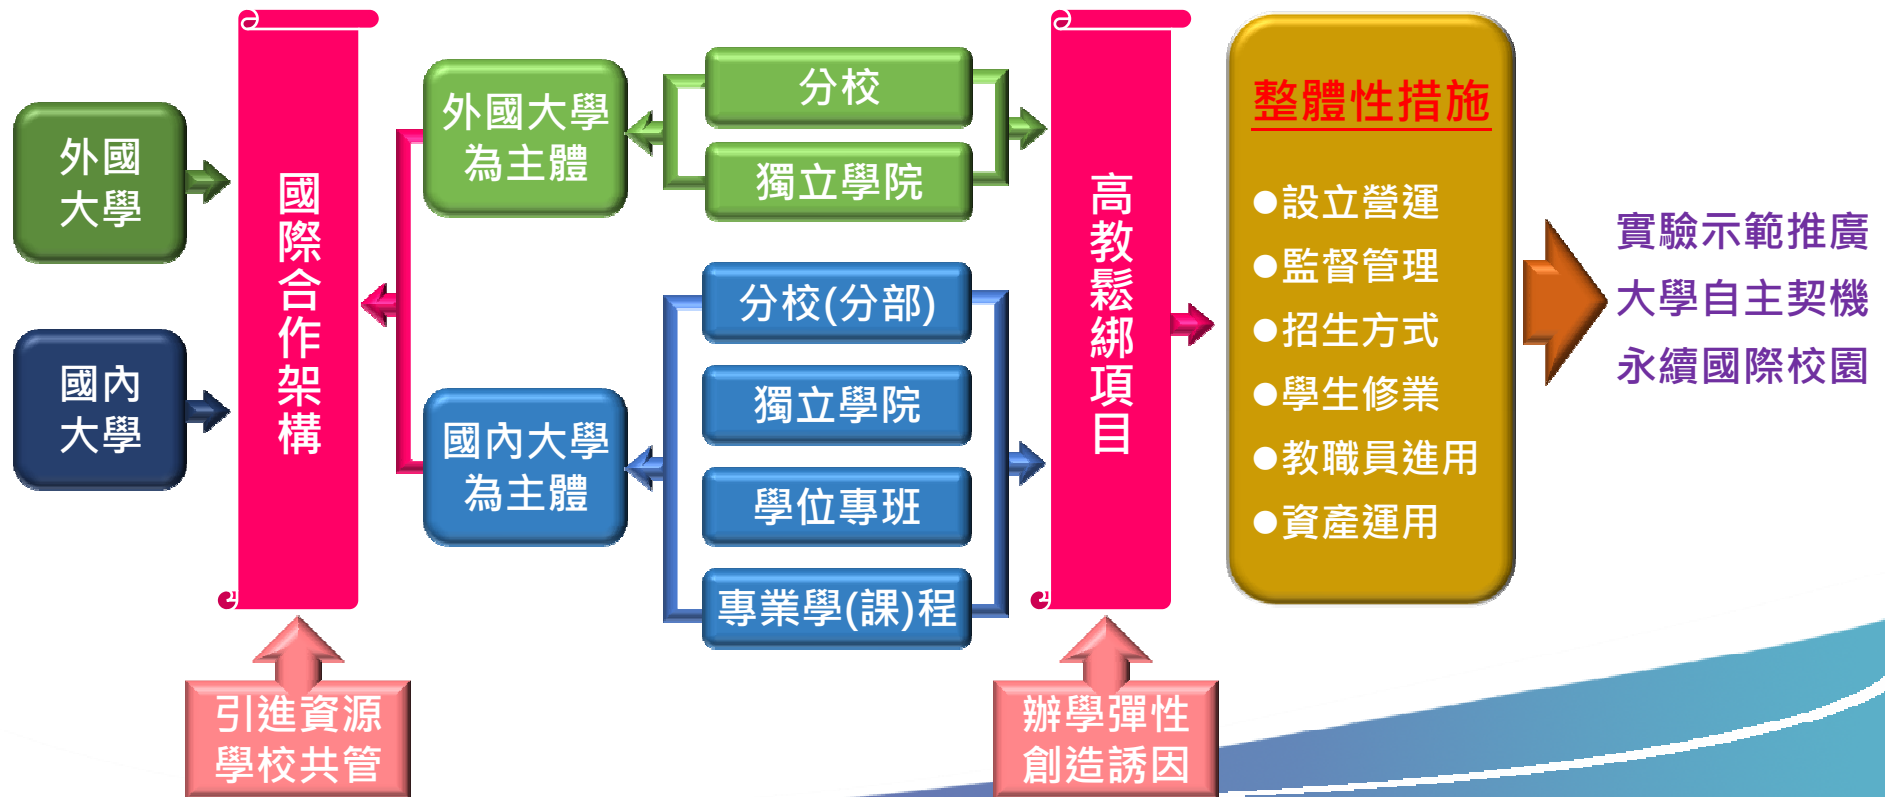 外國
大學
國內
大學
國際合作架構
引進資源
學校共管
外國大學
為主體
分校
獨立學院
國內大學
為主體
分校(分部)
獨立學院
學位專班
專業學(課)程
高教鬆綁項目
辦學彈性
創造誘因
整體性措施
●設立營運
●監督管理
●招生方式
●學生修業
●教職員進用
●資產運用
實驗示範推廣
大學自主契機
永續國際校園